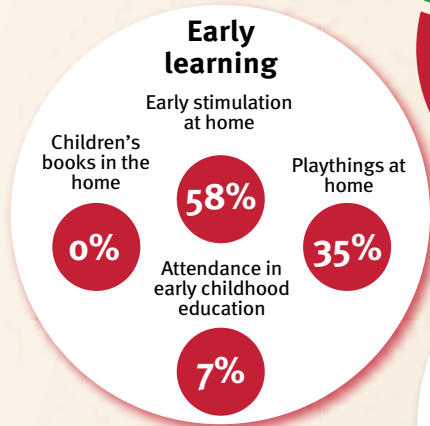 Early
learning
Early stimulation
at home
58%
Children’s
books in the
home
0%
Playthings at
home
35%
Attendance in
early childhood
education
7%